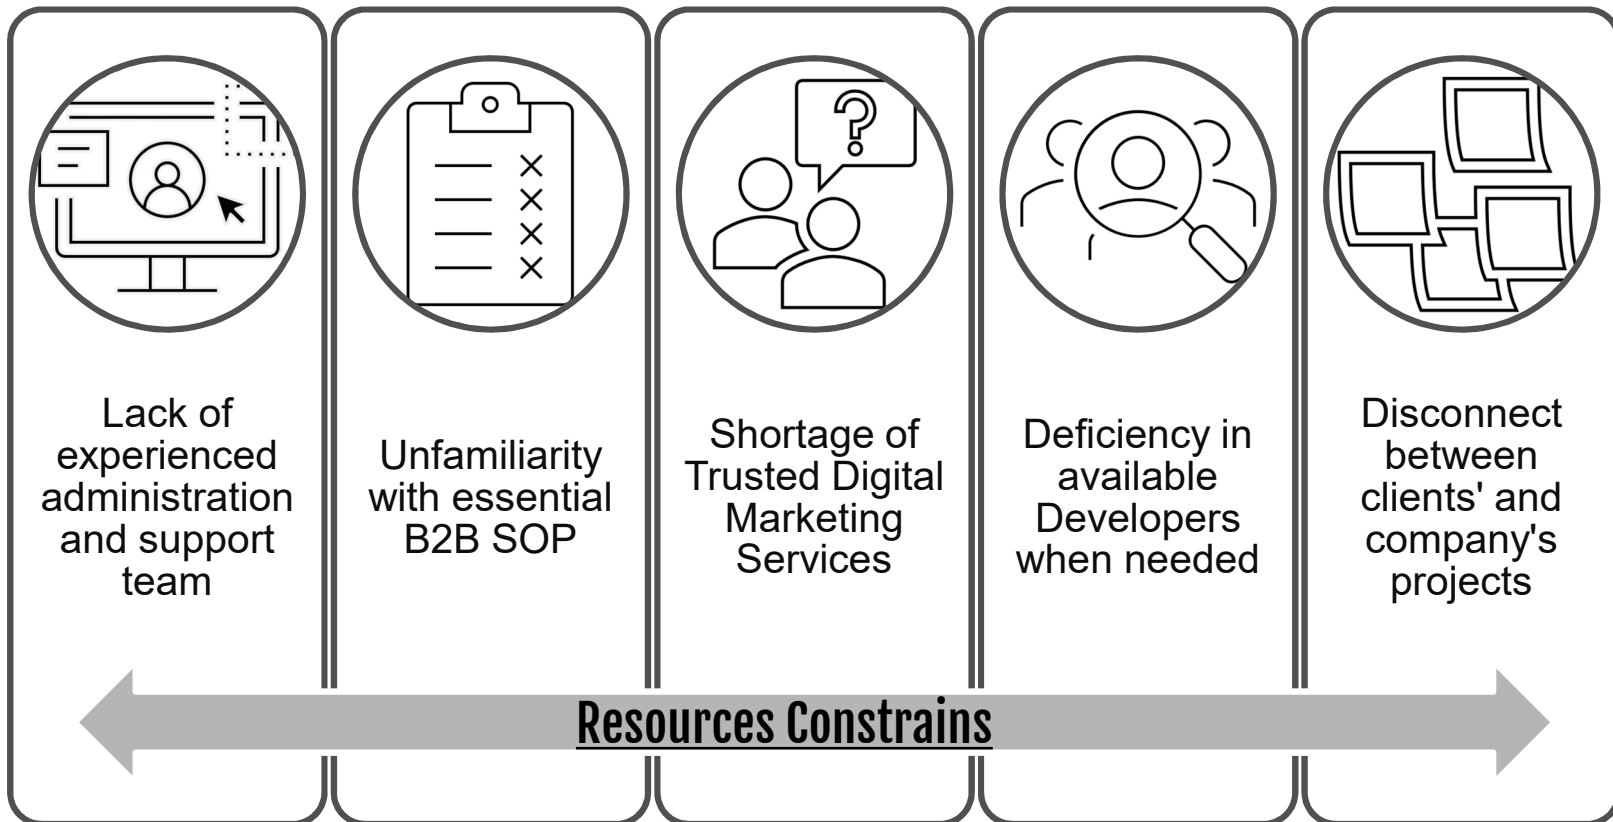 ?
Lack of
experienced
administration
and support
team
Unfamiliarity
with essential
B2B SOP
Shortage of
Trusted Digital
Marketing
Services
Deficiency in
available
Developers
when needed
Disconnect
between
clients' and
company's
projects
Resources Constrains